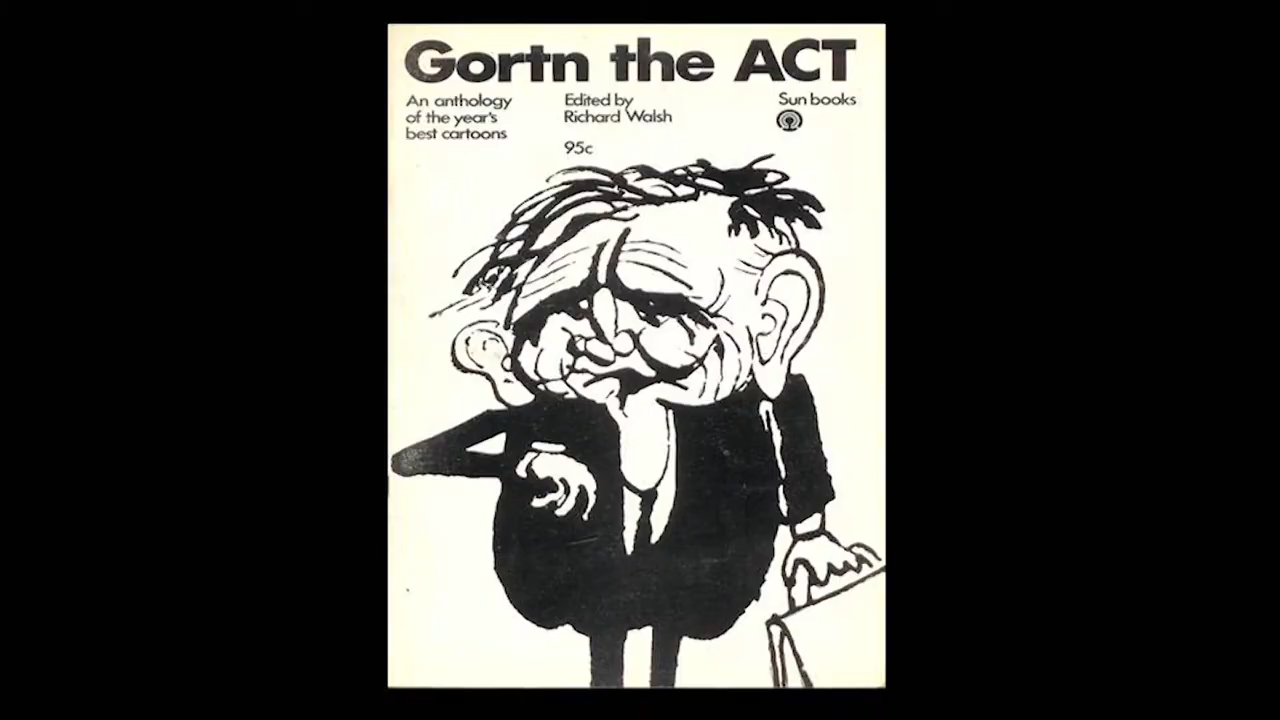 Gortn the ACT
An anthology
of the year's
best cartoons
Edited by
Richard Walsh
95c
Sun books